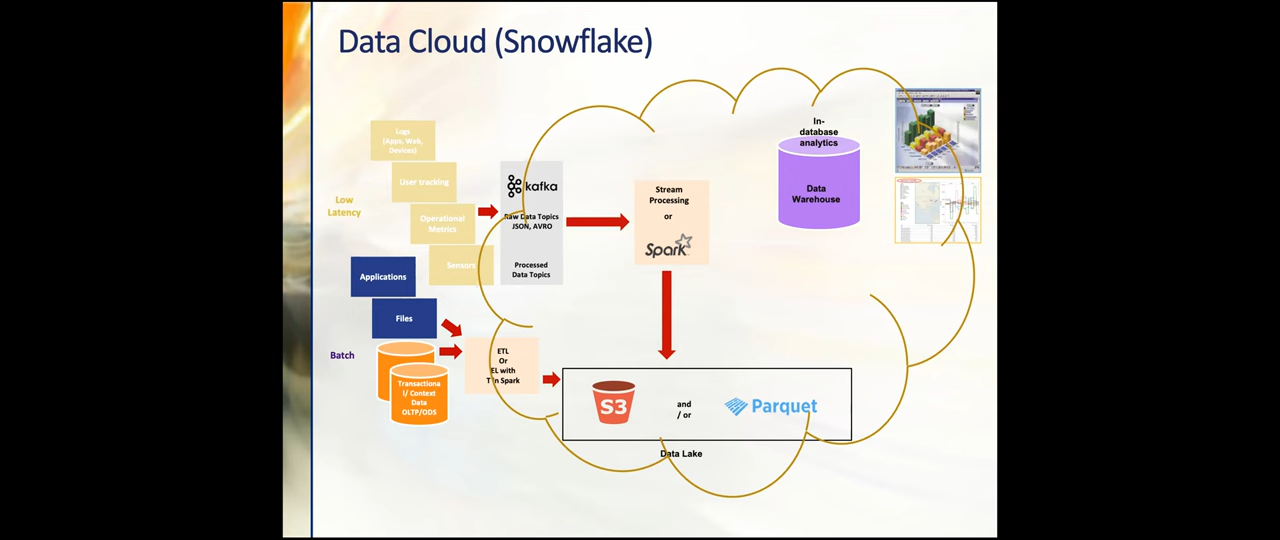 Data Cloud (Snowflake)
Logs
(Apps, Web,
Devices)
User tracking
Low
Latency
Operational
Metrics
Sensors
Applications
Files
Batch
Transactiona
l/ Context
Data
OLTP/ODS
kafka
Raw Data Topics
JSON, AVRO
Processed
Data Topics
ETL
Or
EL with
T in Spark
Stream
Processing
or
Spark
In-
database
analytics
Data
Warehouse
S3
and
/ or
Parquet
Data Lake